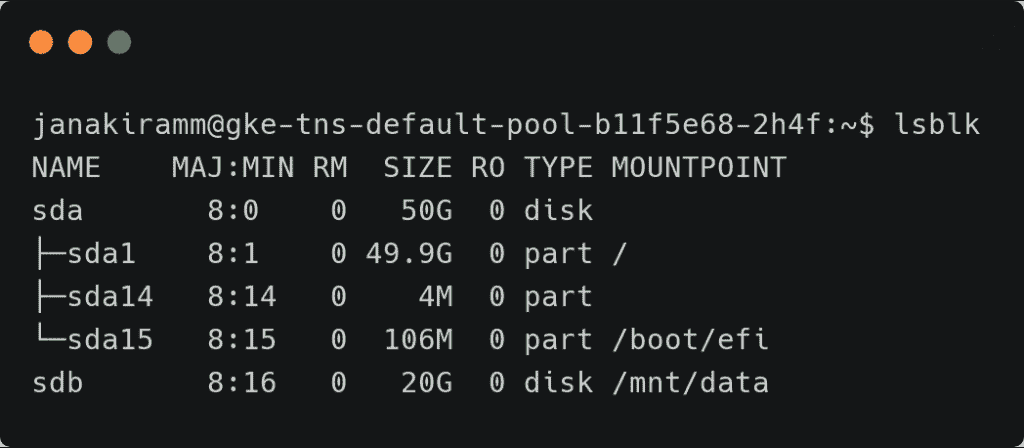 janakiramm@gke-tns-default-pool-b11f5e68-2h4f:~$ lsblk
NAME    MAJ:MIN RM  SIZE RO TYPE MOUNTPOINT
sda       8:0    0   50G  0 disk
├─sda1    8:1    0 49.9G  0 part /
├─sda14   8:14   0    4M  0 part
└─sda15   8:15   0  106M  0 part /boot/efi
sdb       8:16   0   20G  0 disk /mnt/data